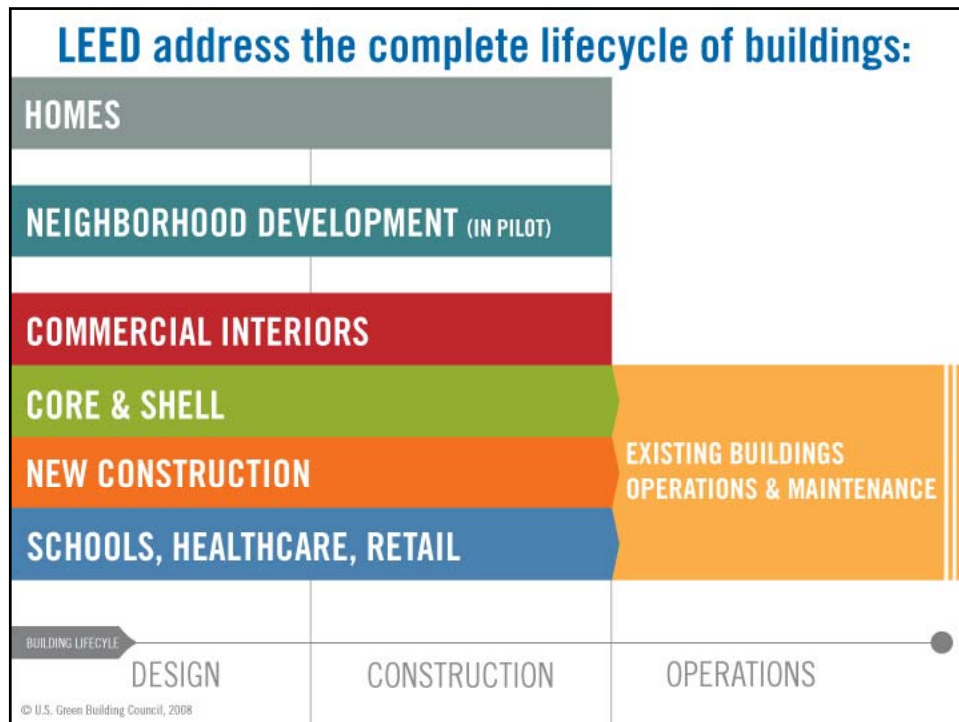 LEED address the complete lifecycle of buildings:
HOMES
NEIGHBORHOOD DEVELOPMENT (IN PILOT)
COMMERCIAL INTERIORS
CORE & SHELL
NEW CONSTRUCTION
SCHOOLS, HEALTHCARE, RETAIL
EXISTING BUILDINGS
OPERATIONS & MAINTENANCE
BUILDING LIFECYLE
DESIGN
CONSTRUCTION
OPERATIONS
© U.S. Green Building Council, 2008